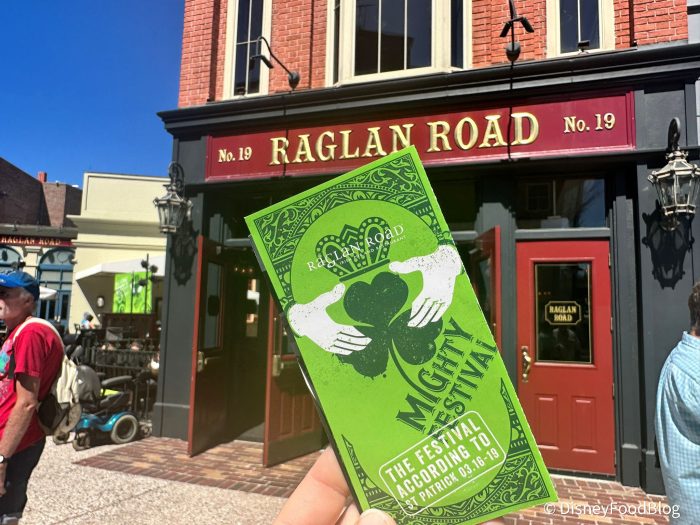 RAGLAN ROAD
No. 19
RAGLAN ROAD
No. 19
RAGLAN ROAD
RAGLAN ROAD
MIGHTY
FESTIVAL
THE FESTIVAL
ACCORDING TO
ST PATRICK 03.16-19
© DisneyFoodBlog